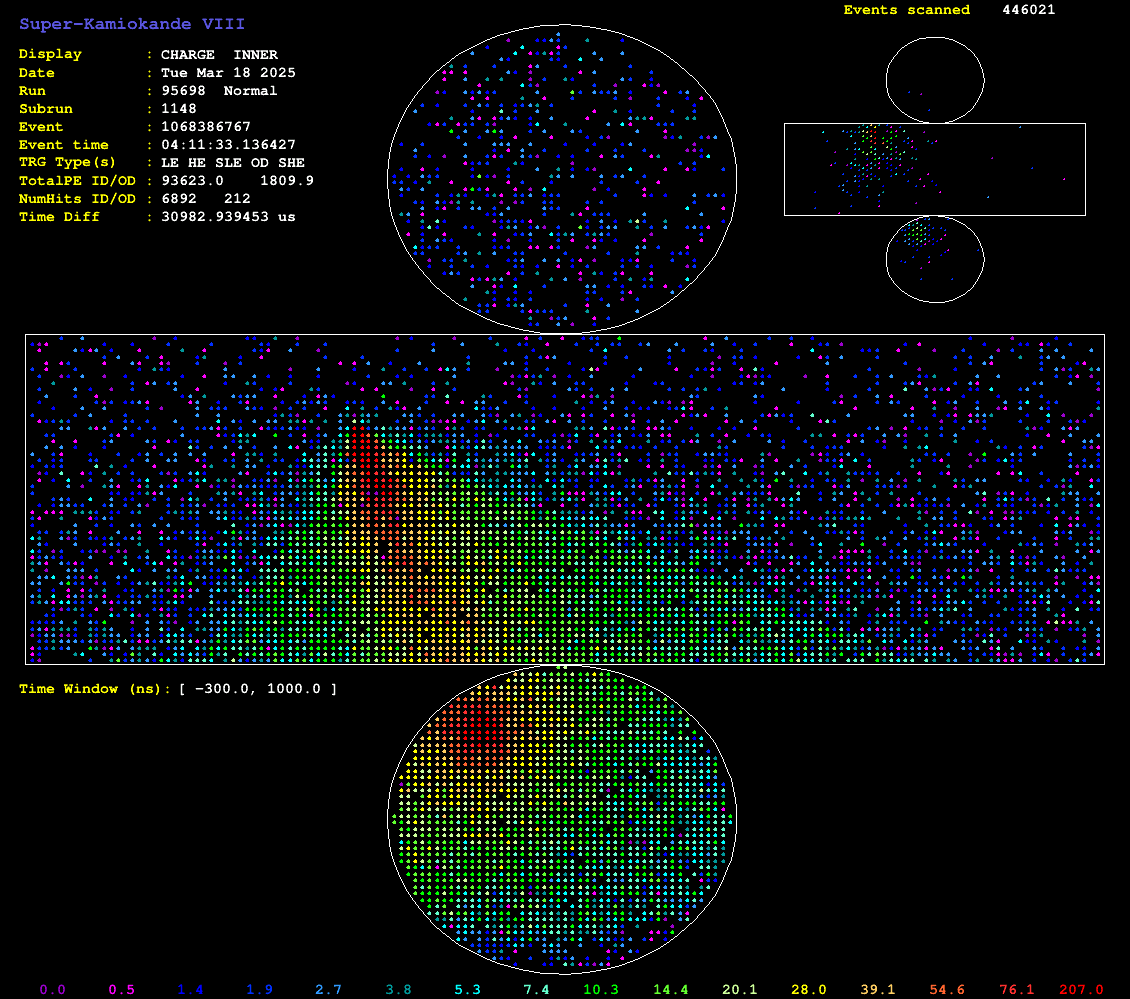 Super-Kamiokande VIII
Events scanned 446021
Display : CHARGE INNER
Date : Tue Mar 18 2025
Run : 95698 Normal
Subrun : 1148
Event : 1068386767
Event time : 04:11:33.136427
TRG Type(s) : LE HE SLE OD SHE
TotalPE ID/OD : 93623.0 1809.9
NumHits ID/OD : 6892 212
Time Diff : 30982.939453 us
Time Window (ns): [ -300.0, 1000.0 ]
0.0 0.5 1.4 1.9 2.7 3.8 5.3 7.4 10.3 14.4 20.1 28.0 39.1 54.6 76.1 207.0